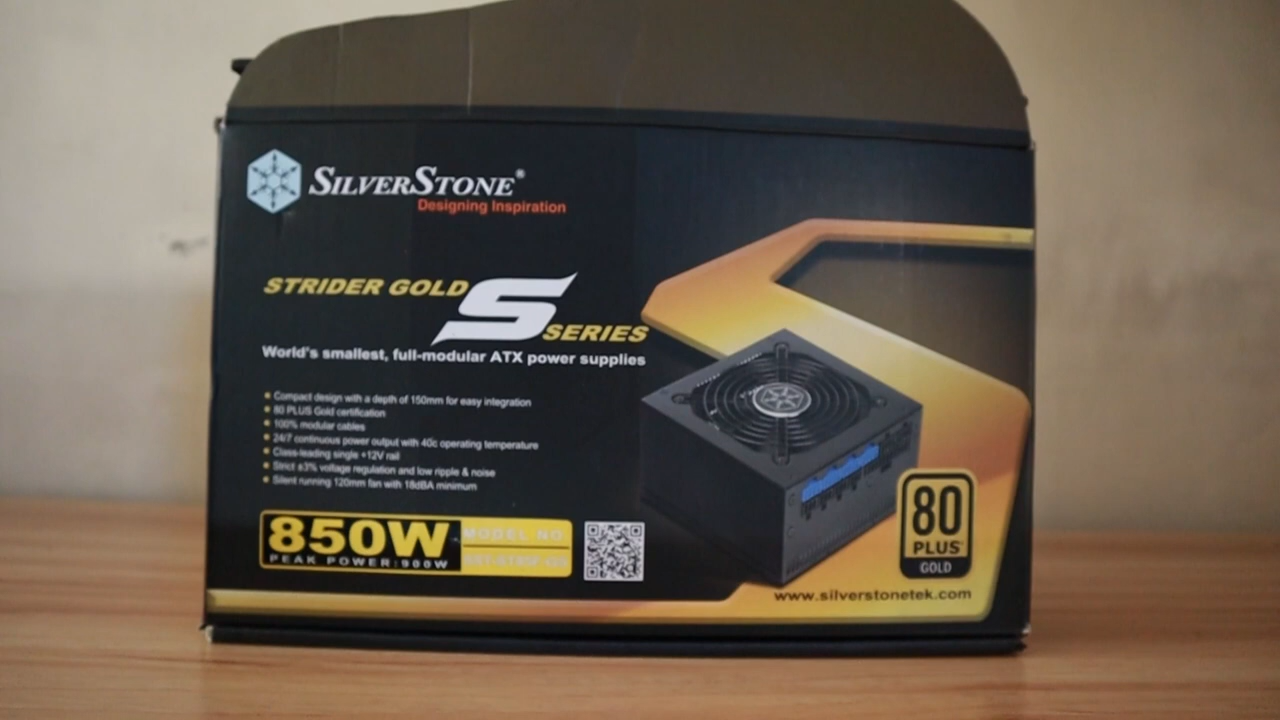 SILVERSTONE®
Designing Inspiration
STRIDER GOLD S SERIES
World's smallest, full-modular ATX power supplies
Compact design with a depth of 150mm for easy integration
80 PLUS Gold certification
100% modular cables
24/7 continuous power output with 40c operating temperature
Class-leading single +12V rail
Strict ±3% voltage regulation and low ripple & noise
Silent running 120mm fan with 18dBA minimum
850W
PEAK POWER:900W
MODEL NO.
80
PLUS
GOLD
www.silverstonetek.com